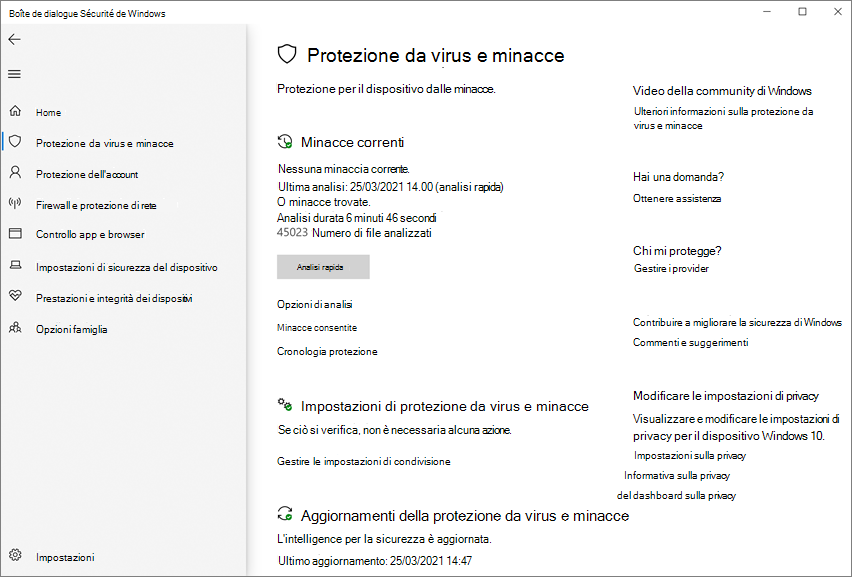 Boîte de dialogue Sécurité de Windows
Home
Protezione da virus e minacce
Protezione dell'account
Firewall e protezione di rete
Controllo app e browser
Impostazioni di sicurezza del dispositivo
Prestazioni e integrità dei dispositivi
Opzioni famiglia
Impostazioni
Protezione da virus e minacce
Protezione per il dispositivo dalle minacce.
Minacce correnti
Nessuna minaccia corrente.
Ultima analisi: 25/03/2021 14.00 (analisi rapida)
O minacce trovate.
Analisi durata 6 minuti 46 secondi
45023 Numero di file analizzati
Analisi rapida
Opzioni di analisi
Minacce consentite
Cronologia protezione
Impostazioni di protezione da virus e minacce
Se ciò si verifica, non è necessaria alcuna azione.
Gestire le impostazioni di condivisione
Aggiornamenti della protezione da virus e minacce
L'intelligence per la sicurezza è aggiornata.
Ultimo aggiornamento: 25/03/2021 14:47
Video della community di Windows
Ulteriori informazioni sulla protezione da
virus e minacce
Hai una domanda?
Ottenere assistenza
Chi mi protegge?
Gestire i provider
Contribuire a migliorare la sicurezza di Windows
Commenti e suggerimenti
Modificare le impostazioni di privacy
Visualizzare e modificare le impostazioni di
privacy per il dispositivo Windows 10.
Impostazioni sulla privacy
Informativa sulla privacy
del dashboard sulla privacy